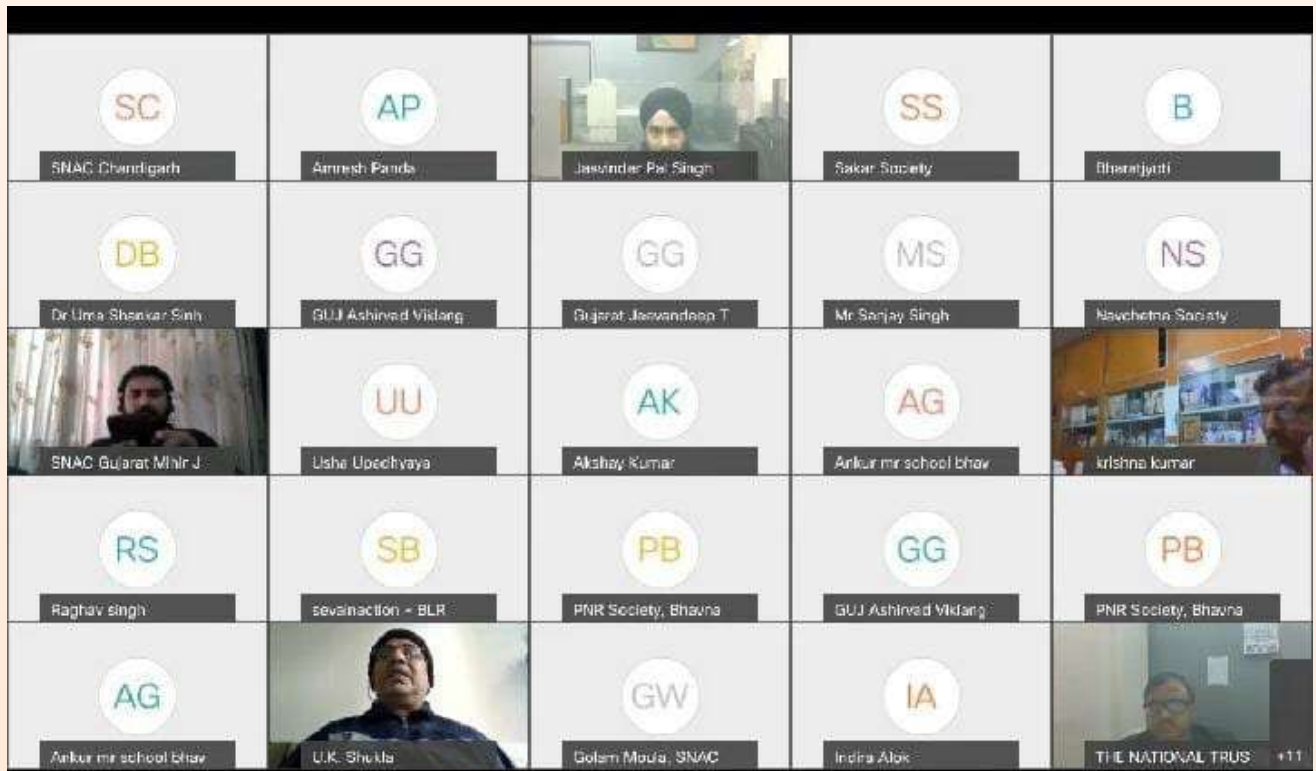 SC
SNAC Chandigarh
AP
Amresh Panda
Jasvinder Pal Singh
SS
Sakar Society
B
Bharatjyoti
DB
Dr Uma Shankar Sinh
GG
GUJ Ashirvad Viklang
GG
Gujarat Jeevandeep T
MS
Mr Sanjay Singh
NS
Navchetna Society
SNAC Gujarat Mihir J
UU
Usha Upadhyaya
AK
Akshay Kumar
AG
Ankur mr school bhav
krishna kumar
RS
Raghav singh
SB
sevainaction - BLR
PB
PNR Society, Bhavna
GG
GUJ Ashirvad Viklang
PB
PNR Society, Bhavna
AG
Ankur mr school bhav
U.K. Shukla
GW
Golam Moula, SNAC
IA
Indira Alok
THE NATIONAL TRUS
+11